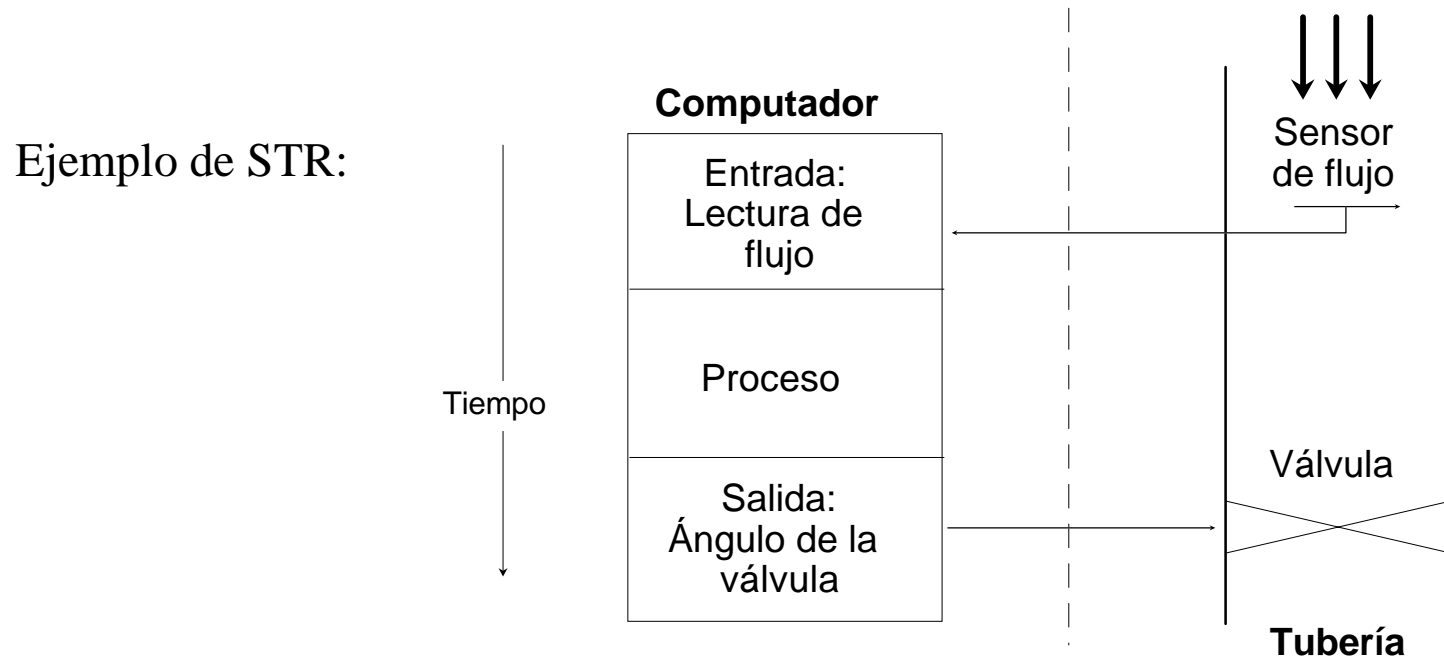 Ejemplo de STR:
Tiempo
Computador
Entrada:
Lectura de
flujo
Proceso
Salida:
Ángulo de la
válvula
Sensor
de flujo
Válvula
Tubería